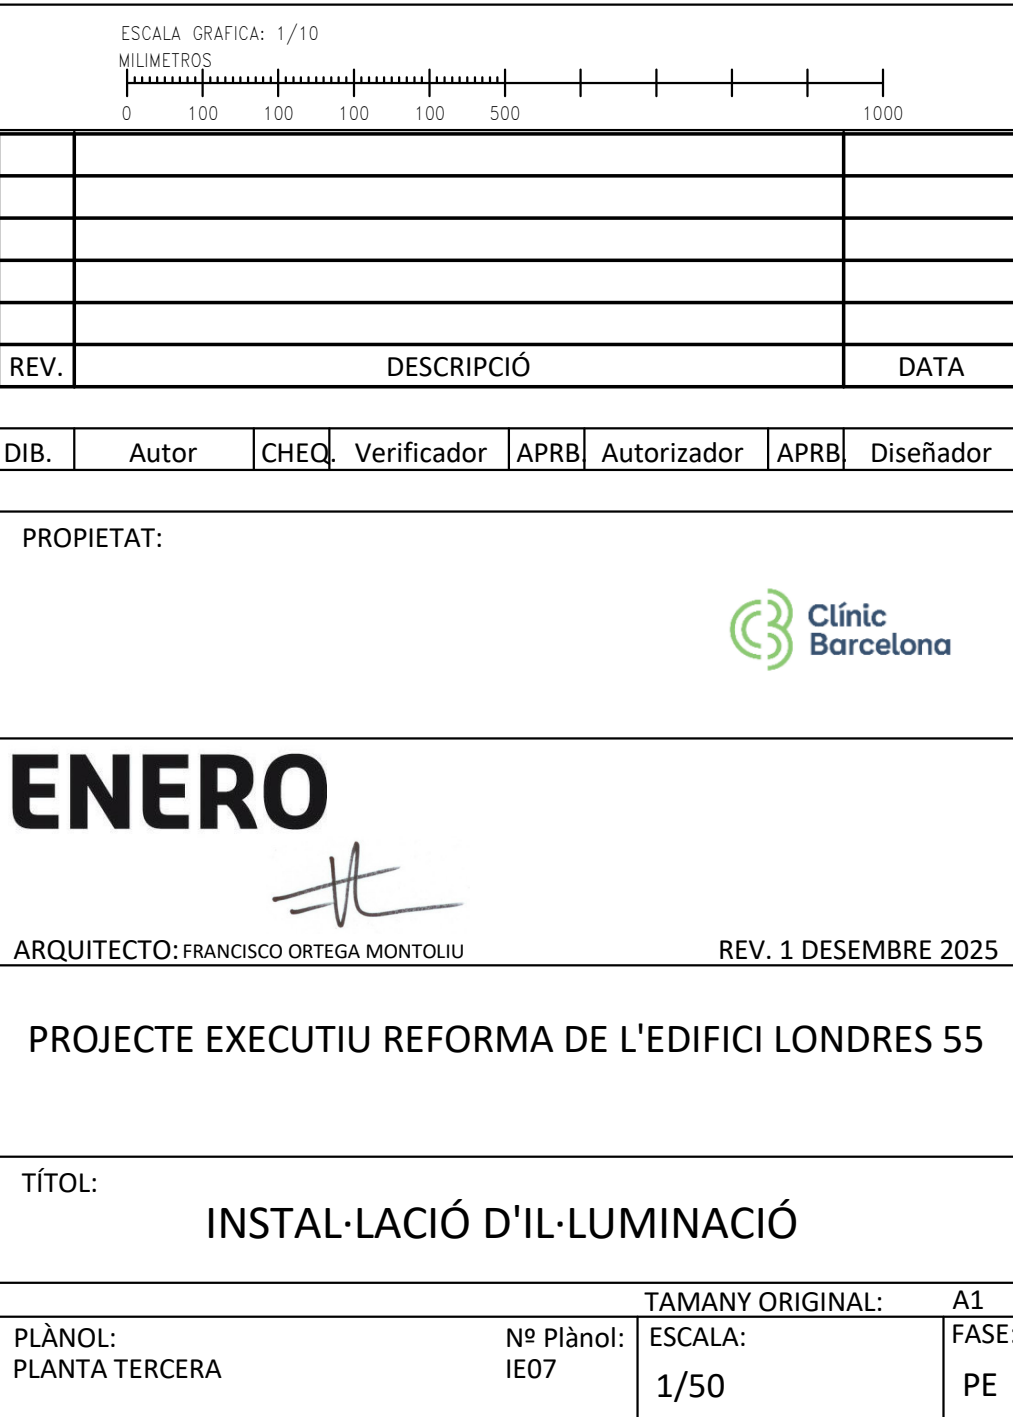 ESCALA GRAFICA: 1/10
MILIMETROS
0 100 100 100 100 500 1000
REV. DESCRIPCIÓ DATA
DIB. Autor CHEQ. Verificador APRB. Autorizador APRB. Diseñador
PROPIETAT:
Clínic
Barcelona
ENERO
ARQUITECTO: FRANCISCO ORTEGA MONTOLIU REV. 1 DESEMBRE 2025
PROJECTE EXECUTIU REFORMA DE L'EDIFICI LONDRES 55
TÍTOL:
INSTAL·LACIÓ D'IL·LUMINACIÓ
TAMANY ORIGINAL: A1
PLÀNOL: Nº Plànol: ESCALA: FASE:
PLANTA TERCERA IE07 1/50 PE